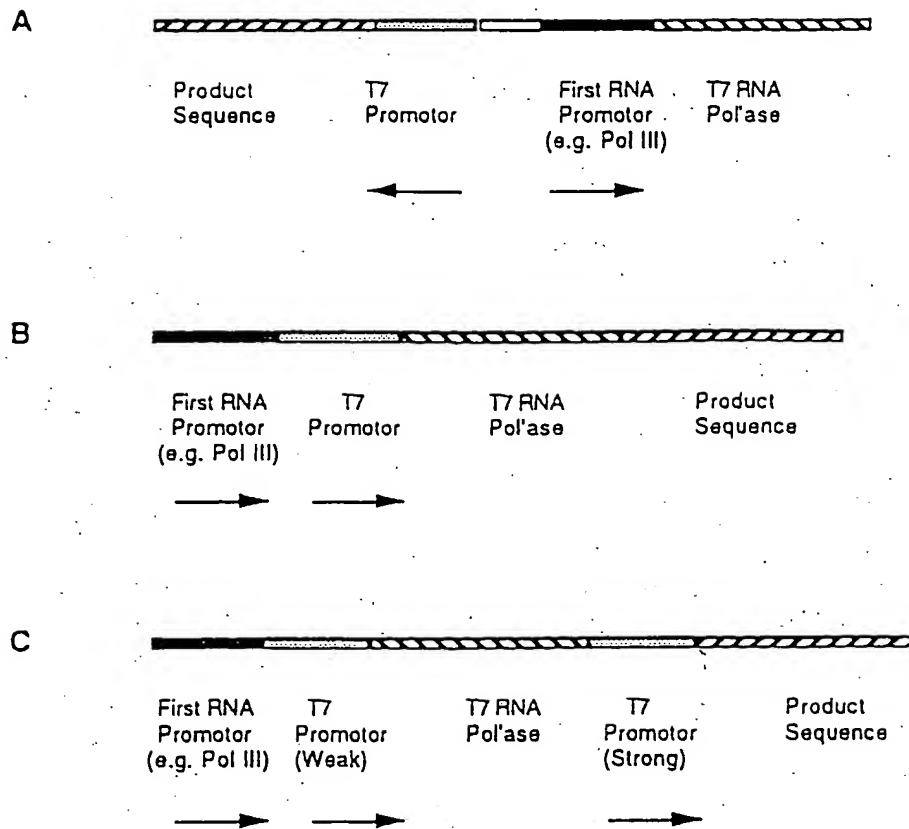 A
Product T7 First RNA T7 RNA
Sequence Promotor Promotor Pol'ase
(e.g. Pol III)
B
First RNA T7 T7 RNA Product
Promotor Promotor Pol'ase Sequence
(e.g. Pol III)
C
First RNA T7 T7 RNA T7 Product
Promotor Promotor Pol'ase Promotor Sequence
(e.g. Pol III) (Weak) (Strong)